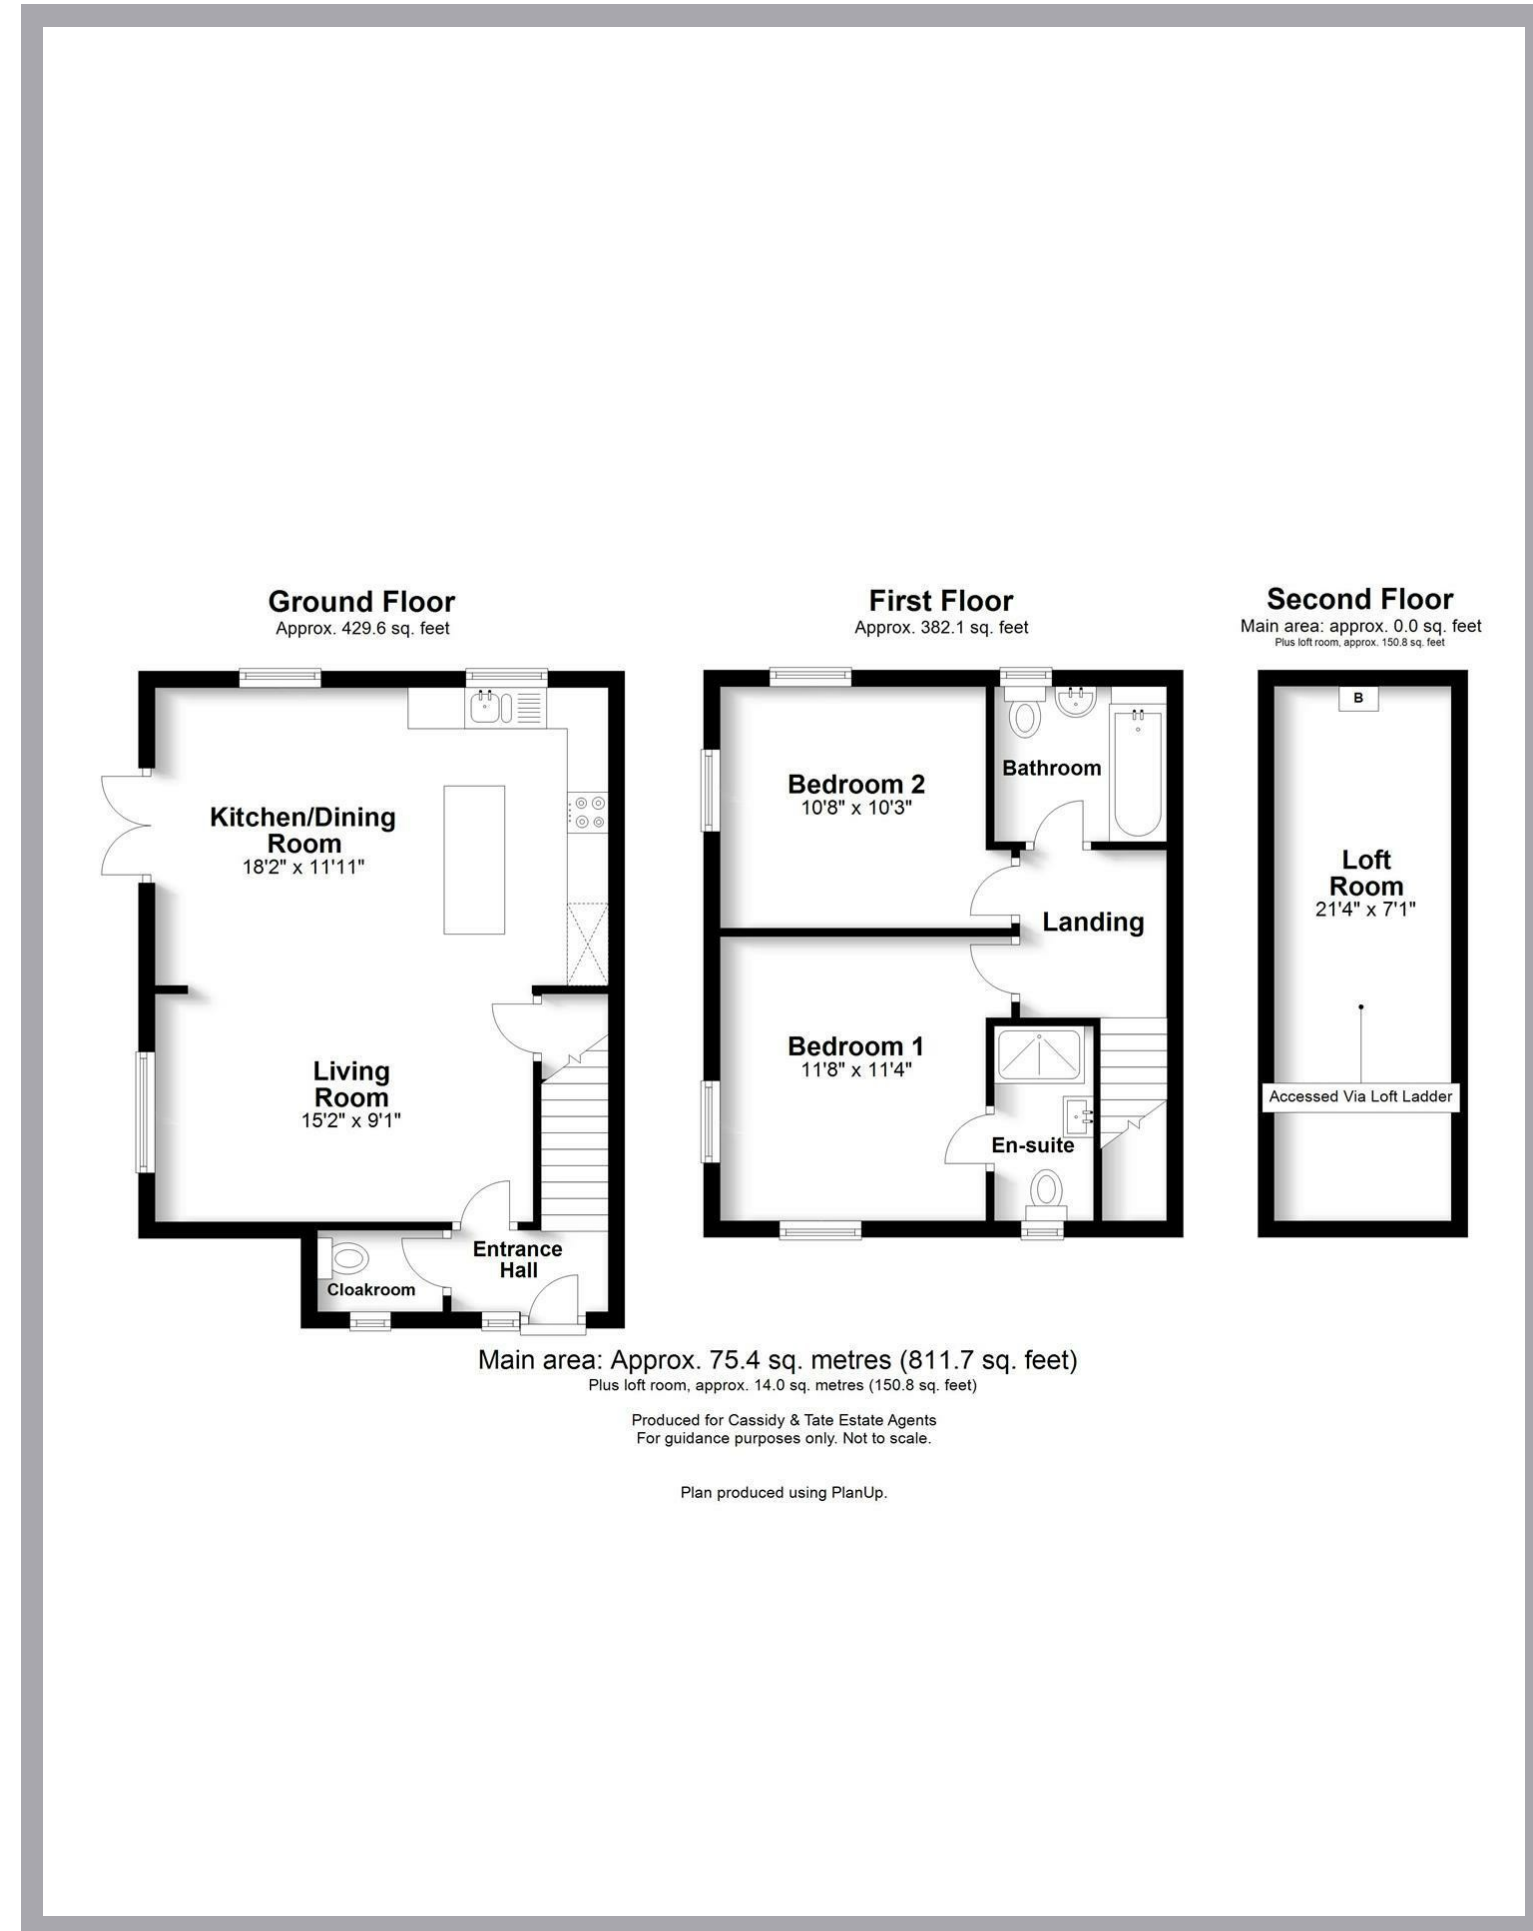 Ground Floor
Approx. 429.6 sq. feet
Kitchen/Dining
Room
18'2" x 11'11"
Living
Room
15'2" x 9'1"
Entrance
Hall
Cloakroom
First Floor
Approx. 382.1 sq. feet
Bedroom 2
10'8" x 10'3"
Bathroom
Landing
Bedroom 1
11'8" x 11'4"
En-suite
Second Floor
Main area: approx. 0.0 sq. feet
Plus loft room, approx. 150.8 sq. feet
B
Loft
Room
21'4" x 7'1"
Accessed Via Loft Ladder
Main area: Approx. 75.4 sq. metres (811.7 sq. feet)
Plus loft room, approx. 14.0 sq. metres (150.8 sq. feet)
Produced for Cassidy & Tate Estate Agents
For guidance purposes only. Not to scale.
Plan produced using PlanUp.